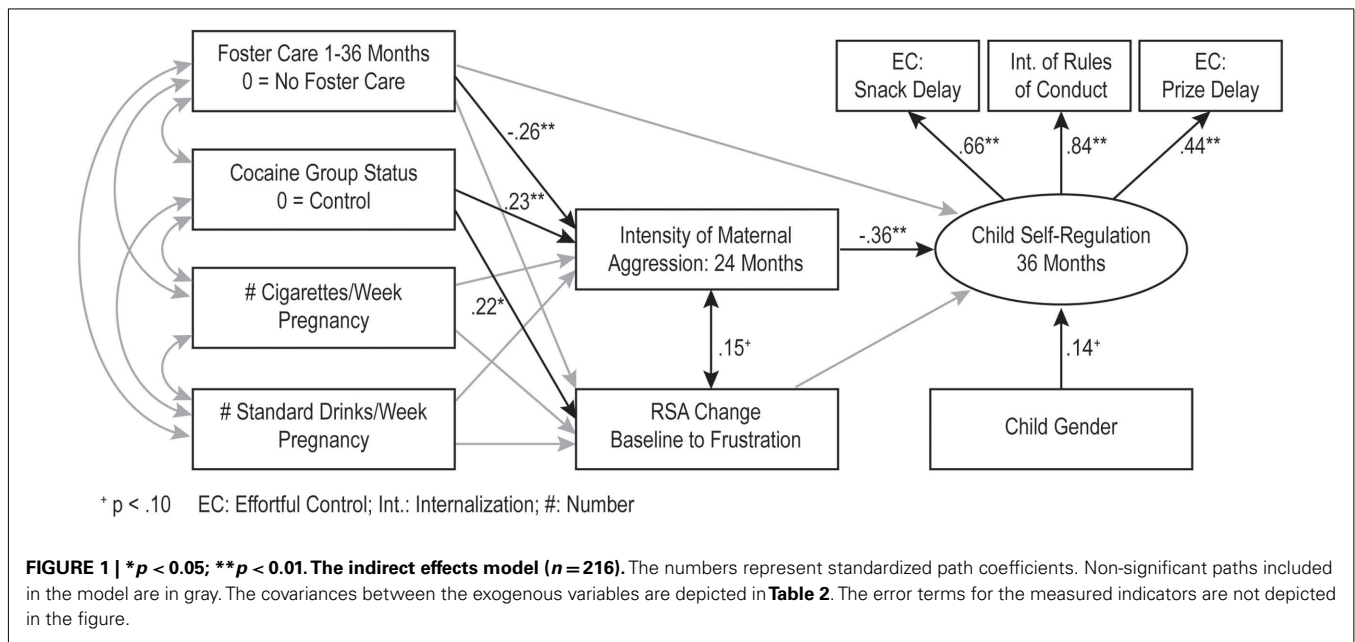 Foster Care 1-36 Months
0 = No Foster Care
Cocaine Group Status
0 = Control
# Cigarettes/Week
Pregnancy
# Standard Drinks/Week
Pregnancy
-.26**
.23**
.22*
Intensity of Maternal
Aggression: 24 Months
.15+
RSA Change
Baseline to Frustration
-.36**
EC:
Snack Delay
Int. of Rules
of Conduct
EC:
Prize Delay
.66**
.84**
.44**
Child Self-Regulation
36 Months
.14+
Child Gender
+ p < .10 EC: Effortful Control; Int.: Internalization; #: Number
FIGURE 1 | *p < 0.05; **p < 0.01. The indirect effects model (n = 216). The numbers represent standardized path coefficients. Non-significant paths included
in the model are in gray. The covariances between the exogenous variables are depicted in Table 2. The error terms for the measured indicators are not depicted
in the figure.